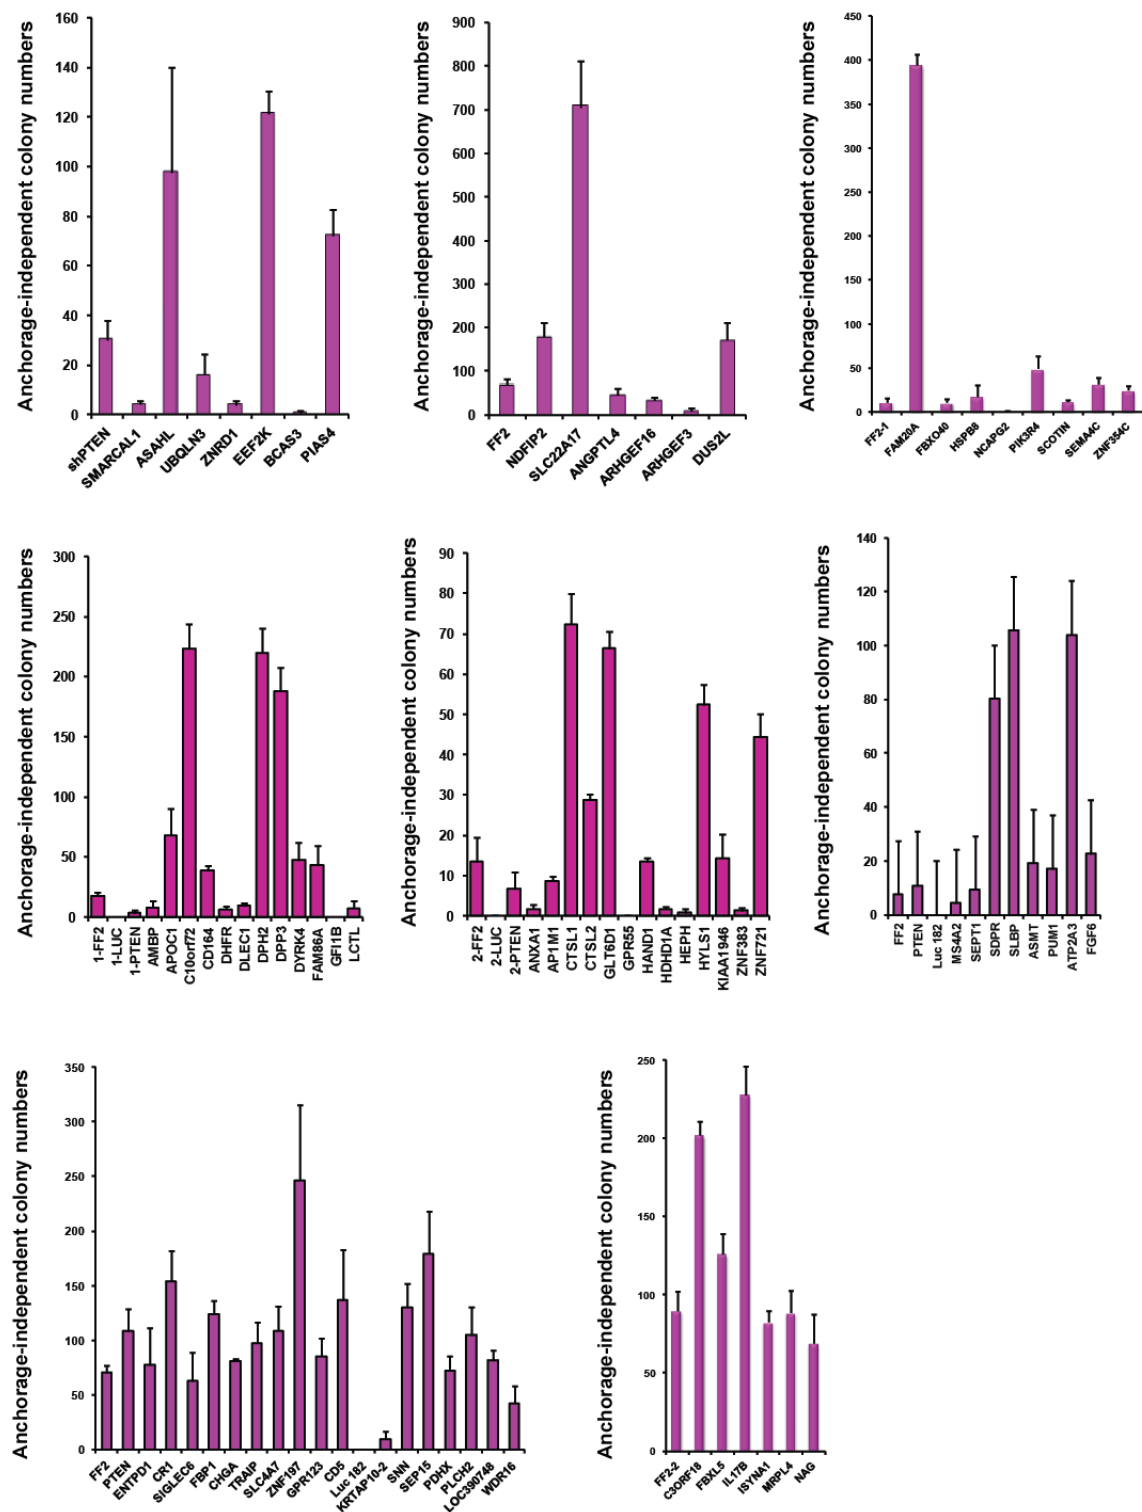 Anchorage-independent colony numbers
160
140
120
100
80
60
40
20
0
shPTEN
SMARCAL1
ASAHL
UBQLN3
ZNRD1
EEF2K
BCAS3
PIAS4
Anchorage-independent colony numbers
900
800
700
600
500
400
300
200
100
0
FF2
NDFIP2
SLC22A17
ANGPTL4
ARHGEF16
ARHGEF3
DUS2L
Anchorage-independent colony numbers
450
400
350
300
250
200
150
100
50
0
FF2-1
FAM20A
FBXO40
HSPB8
NCAPG2
PIK3R4
SCOTIN
SEMA4C
ZNF354C
Anchorage-independent colony numbers
300
250
200
150
100
50
0
1-FF2
1-LUC
1-PTEN
AMBP
APOC1
C10orf72
CD164
DHFR
DLEC1
DPH2
DPP3
DYRK4
FAM86A
GFI1B
LCTL
Anchorage-independent colony numbers
90
80
70
60
50
40
30
20
10
0
2-FF2
2-LUC
2-PTEN
ANXA1
AP1M1
CTSL1
CTSL2
GLT6D1
GPR55
HAND1
HDHD1A
HEPH
HYLS1
KIAA1946
ZNF383
ZNF721
Anchorage-independent colony numbers
140
120
100
80
60
40
20
0
FF2
PTEN
Luc 182
MS4A2
SEPT1
SDPR
SLBP
ASMT
PUM1
ATP2A3
FGF6
Anchorage-independent colony numbers
350
300
250
200
150
100
50
0
FF2
PTEN
ENTPD1
CR1
SIGLEC6
FBP1
CHGA
TRAIP
SLC4A7
ZNF197
GPR123
CD5
Luc 182
KRTAP10-2
SNN
SEP15
PDHX
PLCH2
LOC390748
WDR16
Anchorage-independent colony numbers
250
200
150
100
50
0
FF2-2
C3ORF18
FBXL5
IL17B
ISYNA1
MRPL4
NAG